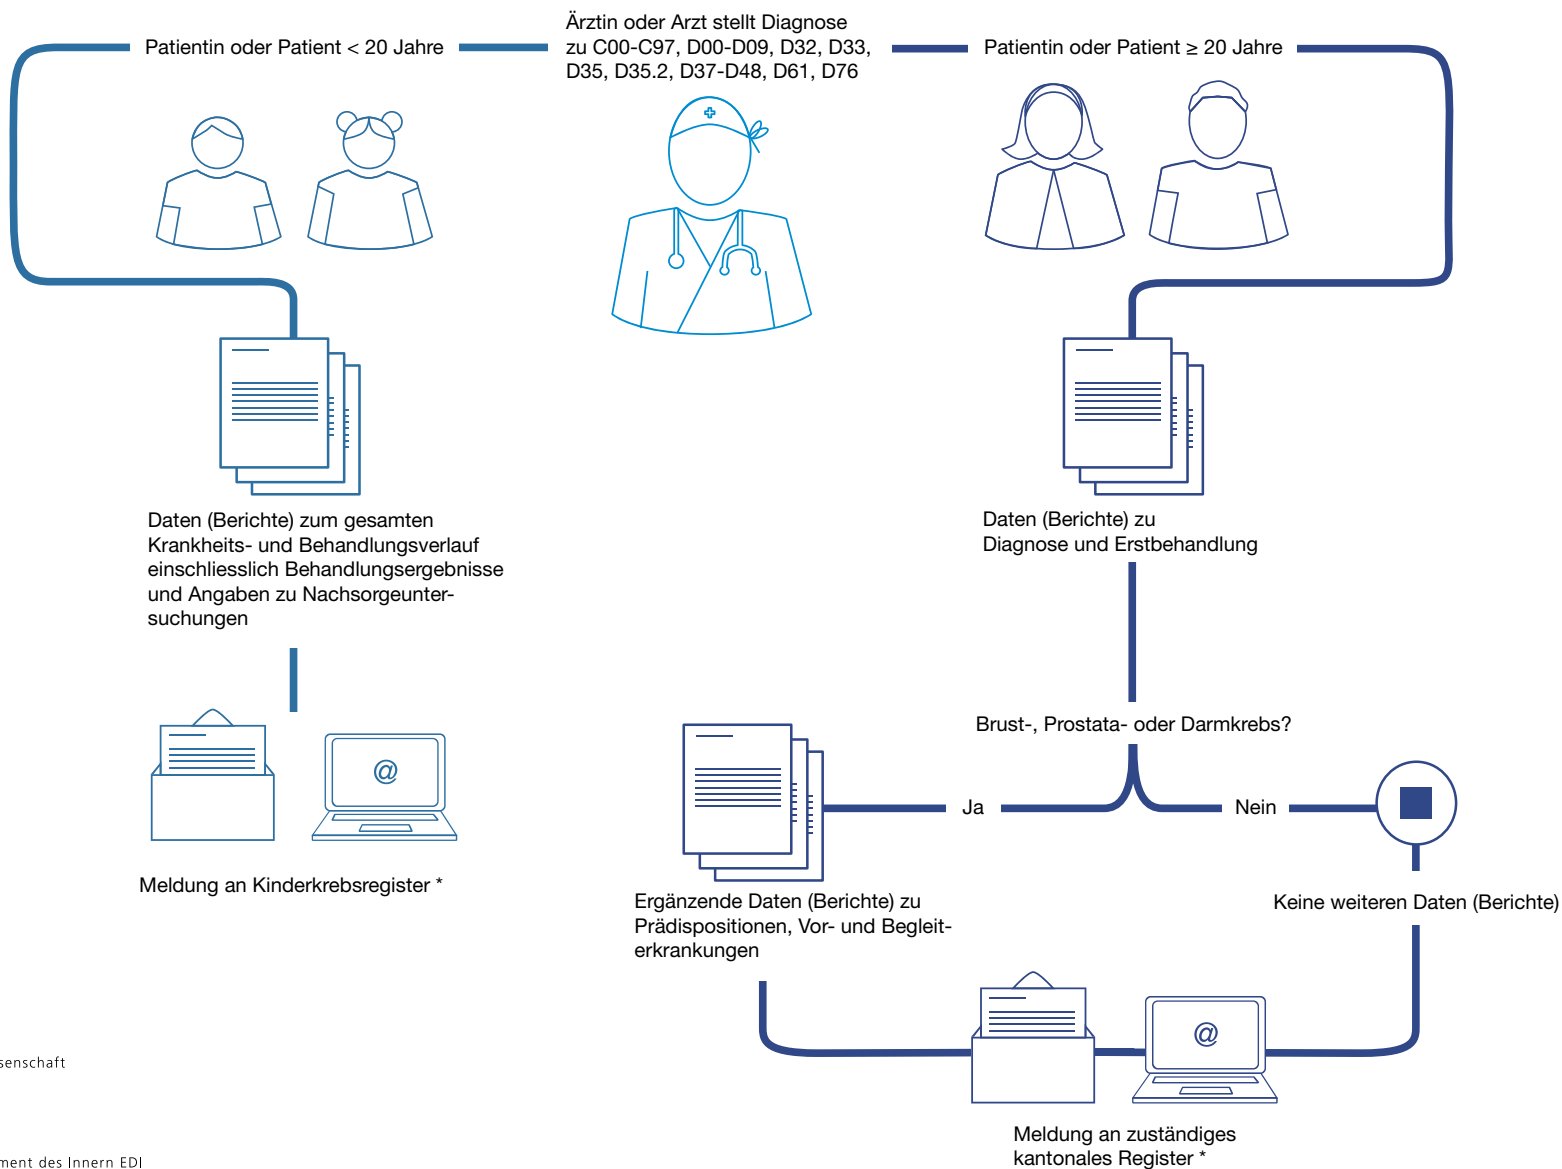 Ärztin oder Arzt stellt Diagnose
zu C00-C97, D00-D09, D32, D33,
D35, D35.2, D37-D48, D61, D76
Patientin oder Patient < 20 Jahre
Patientin oder Patient ≥ 20 Jahre
Daten (Berichte) zum gesamten
Krankheits- und Behandlungsverlauf
einschliesslich Behandlungsergebnisse
und Angaben zu Nachsorgeunter-
suchungen
@
Meldung an Kinderkrebsregister *
Daten (Berichte) zu
Diagnose und Erstbehandlung
Brust-, Prostata- oder Darmkrebs?
Ja
Nein
Ergänzende Daten (Berichte) zu
Prädispositionen, Vor- und Begleit-
erkrankungen
Keine weiteren Daten (Berichte)
@
Meldung an zuständiges
kantonales Register *
senschaft
ment des Innern EDI